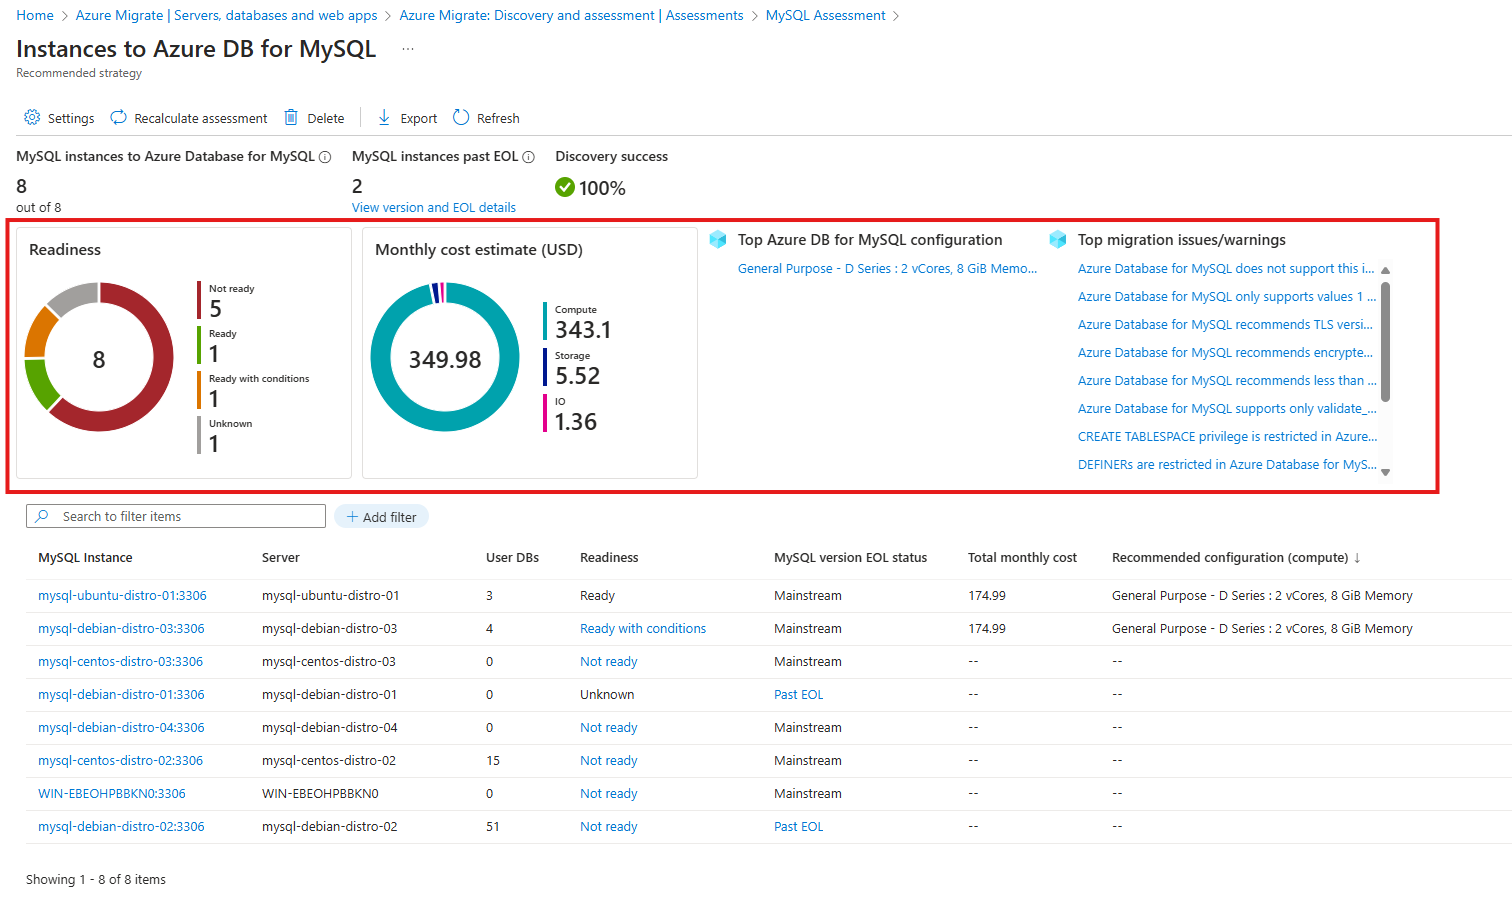 Home > Azure Migrate | Servers, databases and web apps > Azure Migrate: Discovery and assessment | Assessments > MySQL Assessment >
Instances to Azure DB for MySQL ...
Recommended strategy
Settings Recalculate assessment Delete Export Refresh
MySQL instances to Azure Database for MySQL MySQL instances past EOL Discovery success
8 2 100%
out of 8 View version and EOL details
Readiness
8
Not ready
5
Ready
1
Ready with conditions
1
Unknown
1
Monthly cost estimate (USD)
349.98
Compute
343.1
Storage
5.52
IO
1.36
Top Azure DB for MySQL configuration
General Purpose - D Series : 2 vCores, 8 GiB Memo...
Top migration issues/warnings
Azure Database for MySQL does not support this i...
Azure Database for MySQL only supports values 1 ...
Azure Database for MySQL recommends TLS versi...
Azure Database for MySQL recommends encrypte...
Azure Database for MySQL recommends less than ...
Azure Database for MySQL supports only validate_...
CREATE TABLESPACE privilege is restricted in Azure...
DEFINERs are restricted in Azure Database for MyS...
Search to filter items + Add filter
MySQL Instance Server User DBs Readiness MySQL version EOL status Total monthly cost Recommended configuration (compute) ↓
mysql-ubuntu-distro-01:3306 mysql-ubuntu-distro-01 3 Ready Mainstream 174.99 General Purpose - D Series : 2 vCores, 8 GiB Memory
mysql-debian-distro-03:3306 mysql-debian-distro-03 4 Ready with conditions Mainstream 174.99 General Purpose - D Series : 2 vCores, 8 GiB Memory
mysql-centos-distro-03:3306 mysql-centos-distro-03 0 Not ready Mainstream -- --
mysql-debian-distro-01:3306 mysql-debian-distro-01 0 Unknown Past EOL -- --
mysql-debian-distro-04:3306 mysql-debian-distro-04 0 Not ready Mainstream -- --
mysql-centos-distro-02:3306 mysql-centos-distro-02 15 Not ready Mainstream -- --
WIN-EBEOHPBBKN0:3306 WIN-EBEOHPBBKN0 0 Not ready Mainstream -- --
mysql-debian-distro-02:3306 mysql-debian-distro-02 51 Not ready Past EOL -- --
Showing 1 - 8 of 8 items